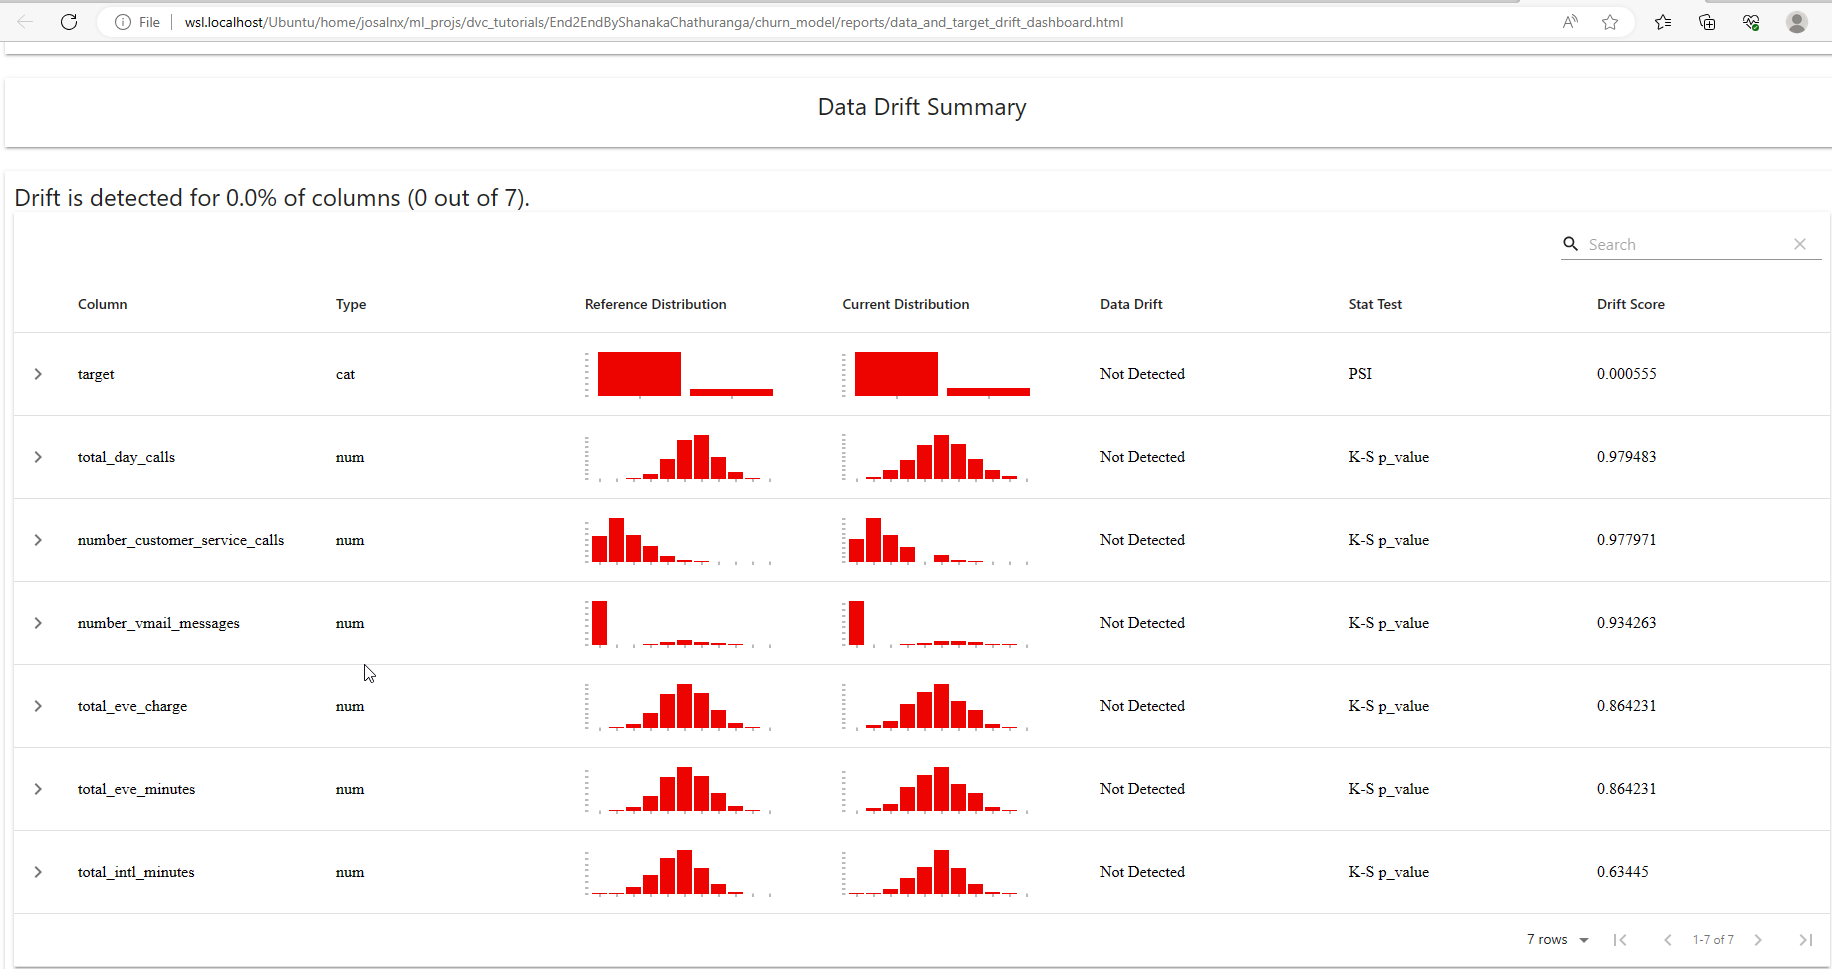 File
wsl.localhost/Ubuntu/home/josalnx/ml_projs/dvc_tutorials/End2EndByShanakaChathuranga/churn_model/reports/data_and_target_drift_dashboard.html
Data Drift Summary
Drift is detected for 0.0% of columns (0 out of 7).
Search
Column Type Reference Distribution Current Distribution Data Drift Stat Test Drift Score
target cat Not Detected PSI 0.000555
total_day_calls num Not Detected K-S p_value 0.979483
number_customer_service_calls num Not Detected K-S p_value 0.977971
number_vmail_messages num Not Detected K-S p_value 0.934263
total_eve_charge num Not Detected K-S p_value 0.864231
total_eve_minutes num Not Detected K-S p_value 0.864231
total_intl_minutes num Not Detected K-S p_value 0.63445
7 rows 1-7 of 7